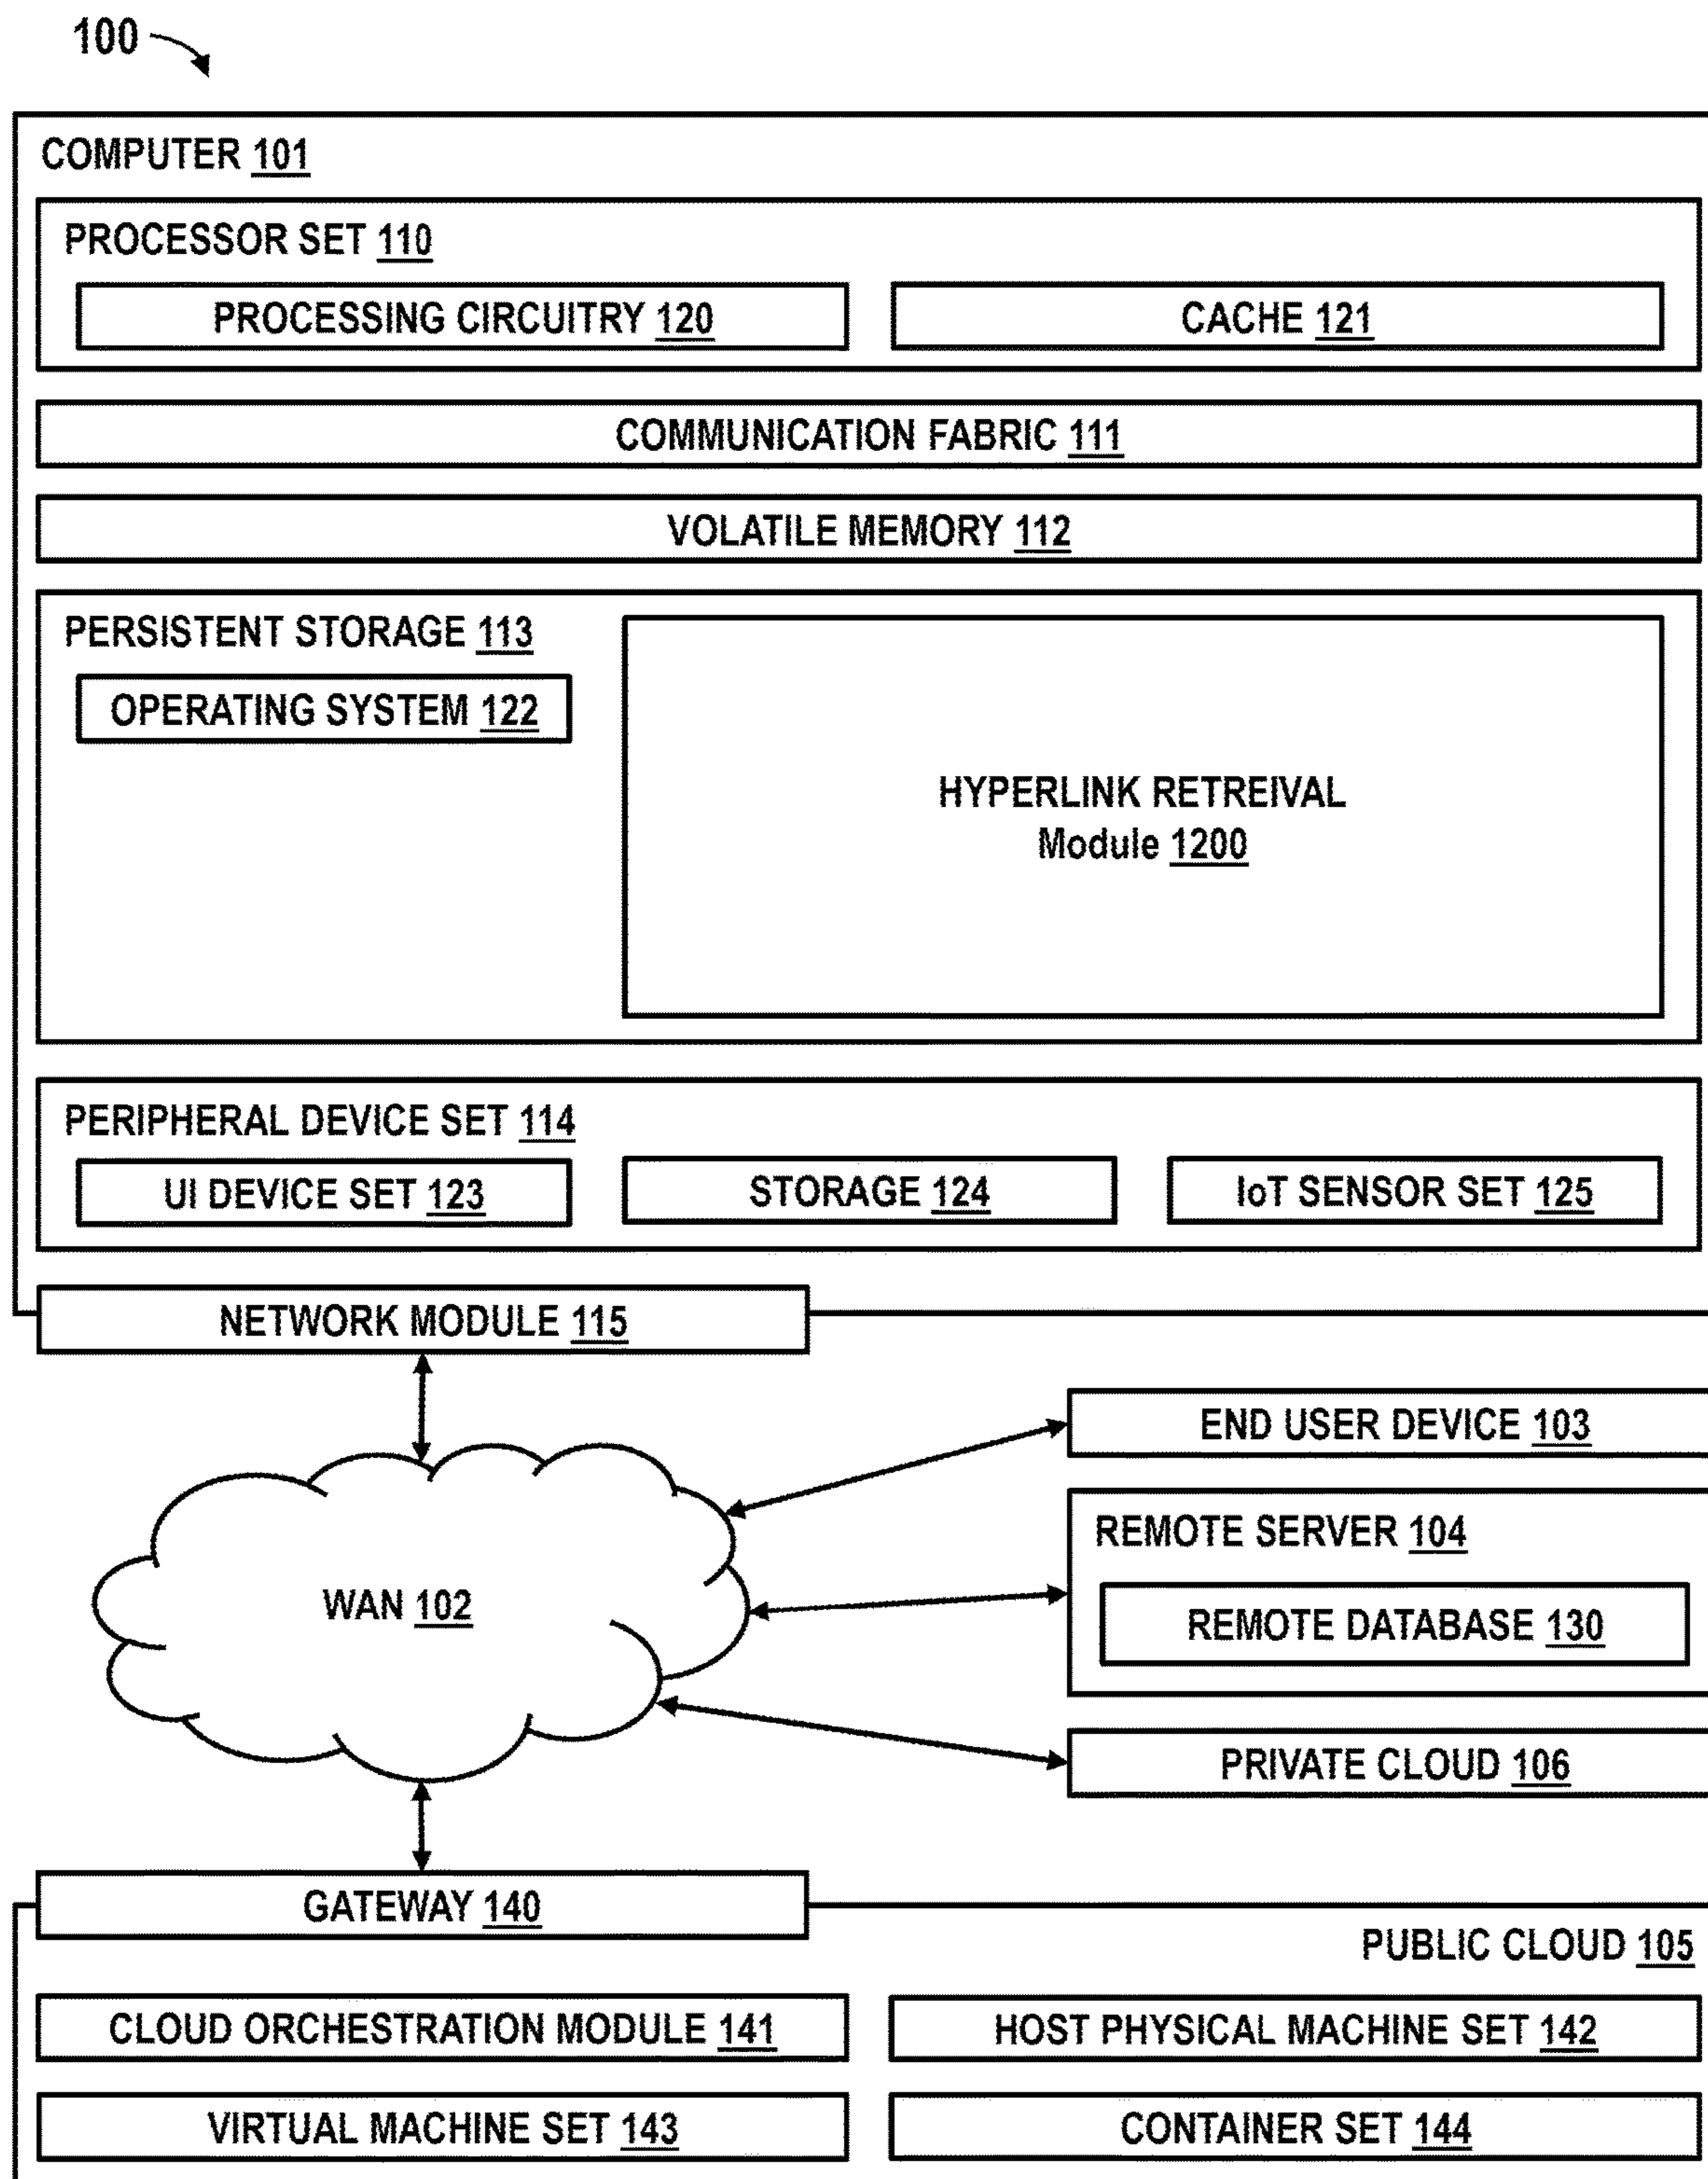 100
COMPUTER 101
PROCESSOR SET 110
PROCESSING CIRCUITRY 120
CACHE 121
COMMUNICATION FABRIC 111
VOLATILE MEMORY 112
PERSISTENT STORAGE 113
OPERATING SYSTEM 122
HYPERLINK RETREIVAL
Module 1200
PERIPHERAL DEVICE SET 114
UI DEVICE SET 123
STORAGE 124
IoT SENSOR SET 125
NETWORK MODULE 115
END USER DEVICE 103
REMOTE SERVER 104
WAN 102
REMOTE DATABASE 130
PRIVATE CLOUD 106
GATEWAY 140
PUBLIC CLOUD 105
CLOUD ORCHESTRATION MODULE 141
HOST PHYSICAL MACHINE SET 142
VIRTUAL MACHINE SET 143
CONTAINER SET 144